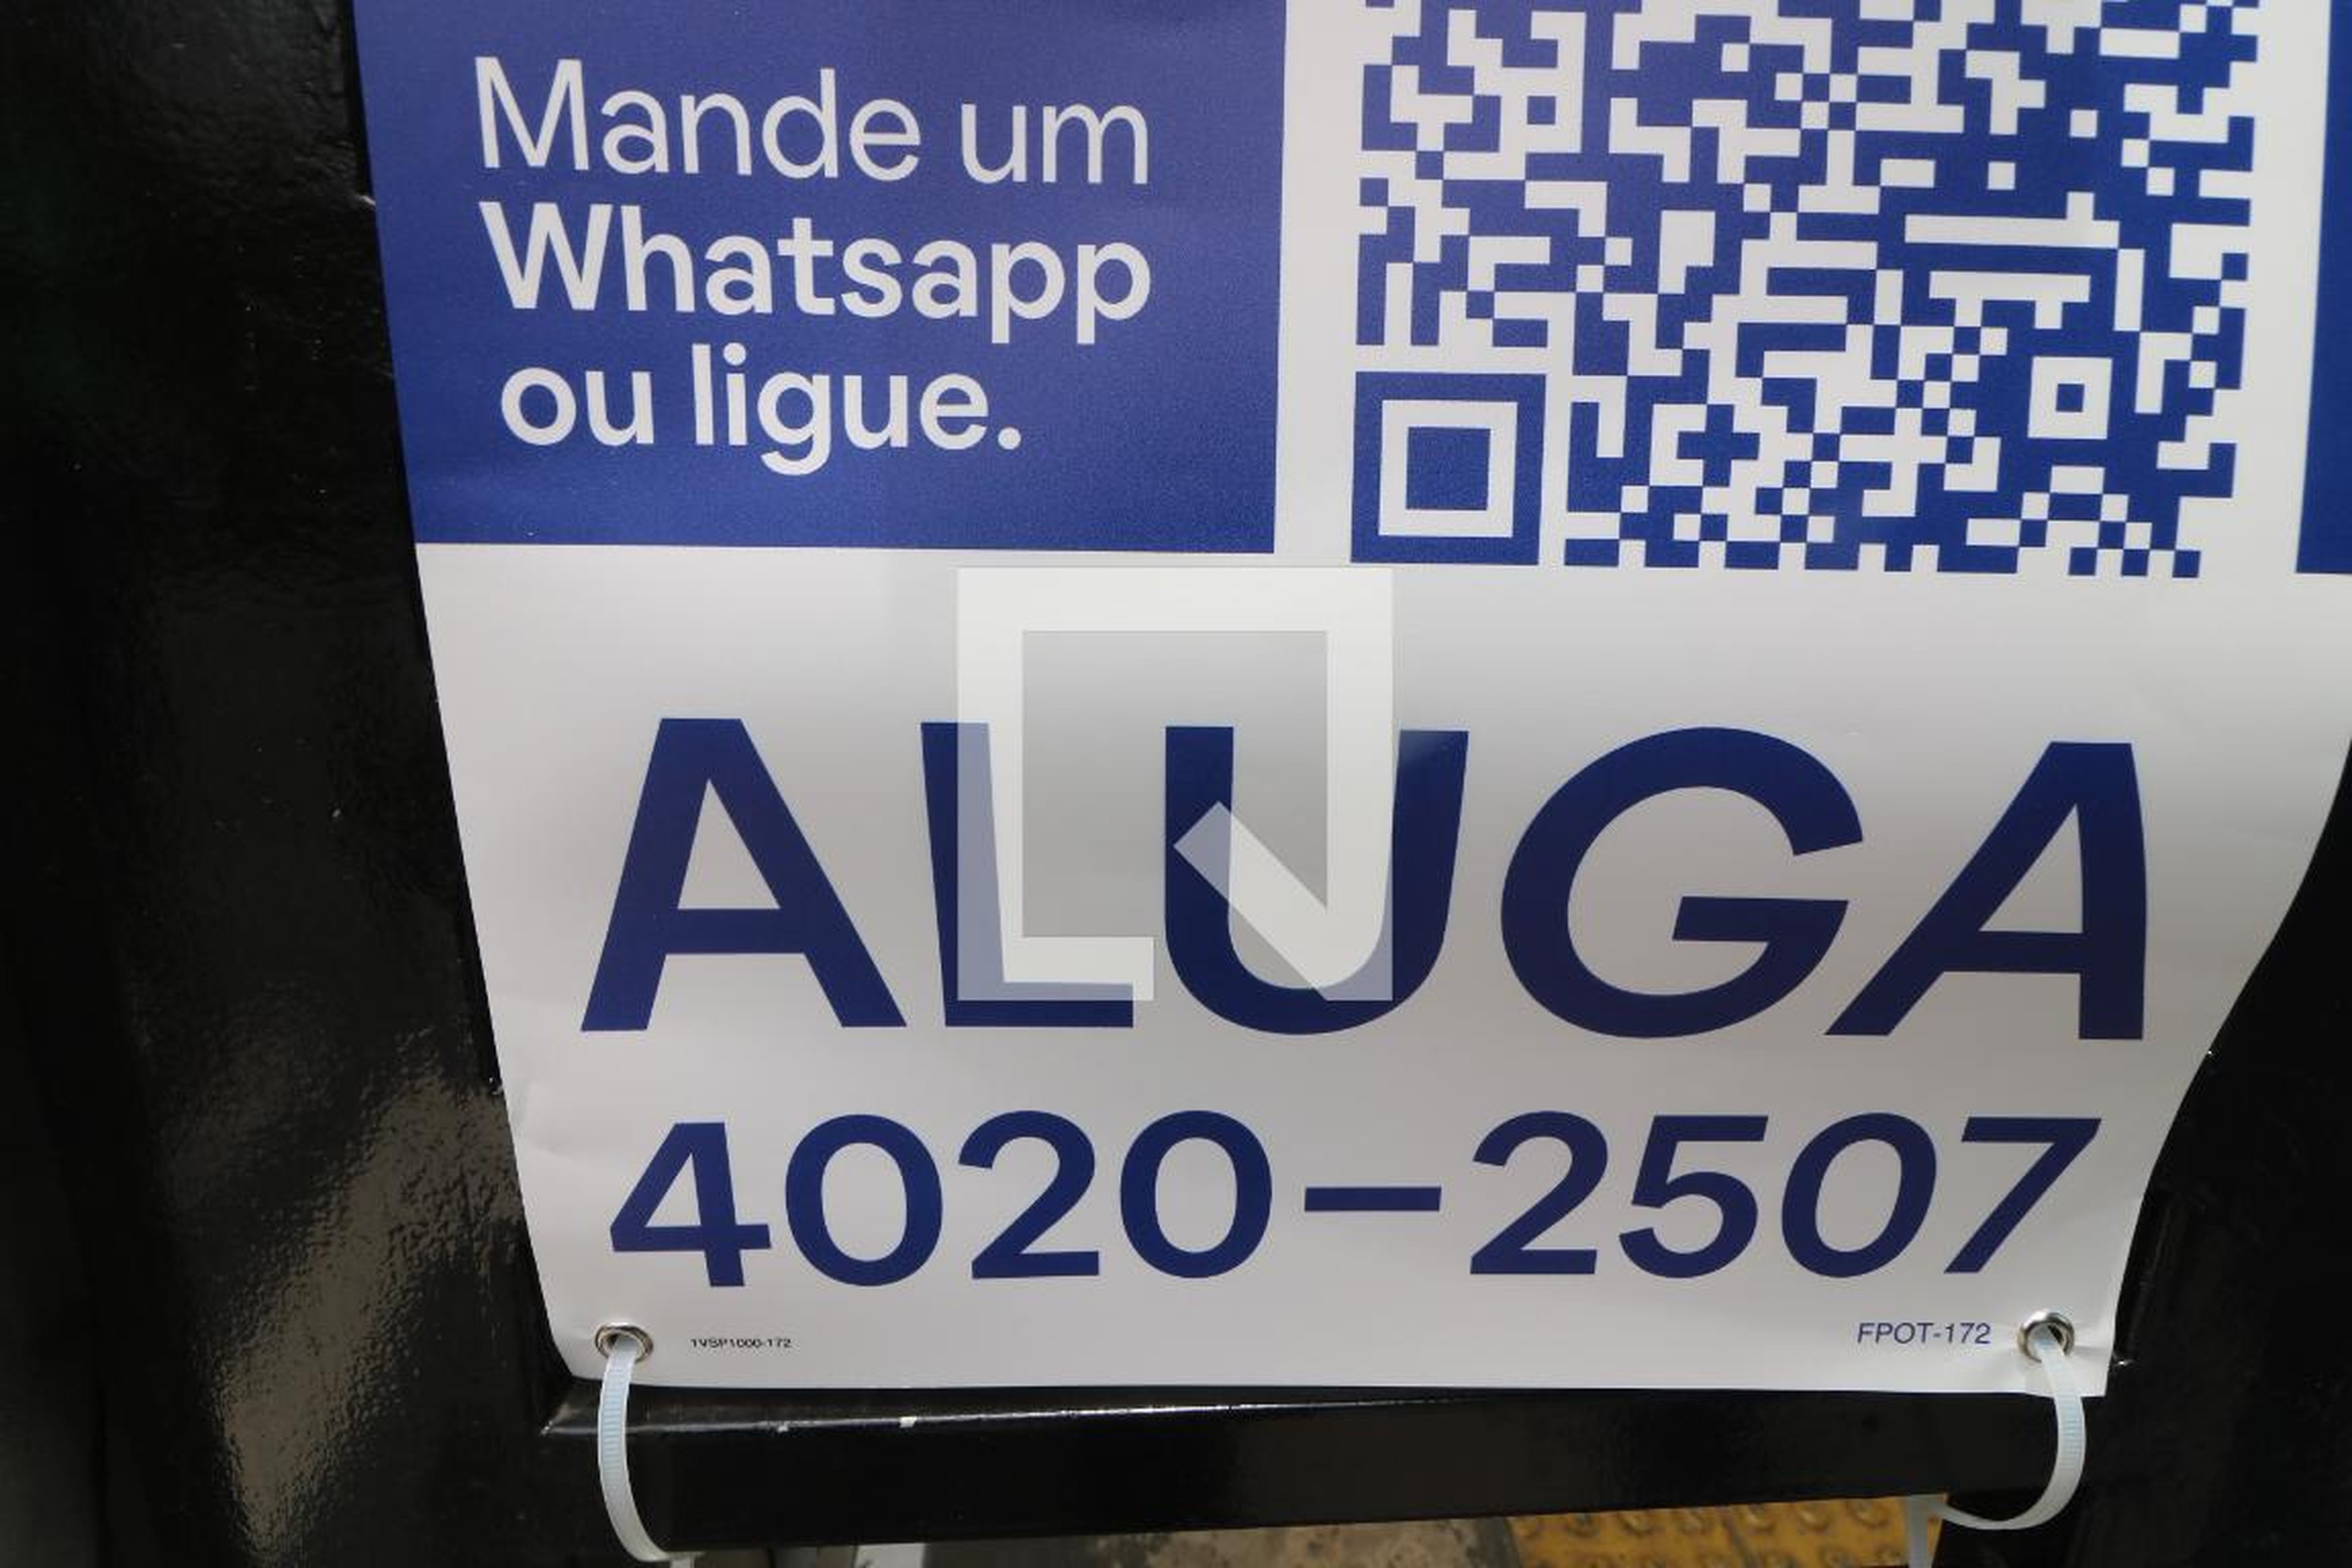 Mande um
Whatsapp
ou ligue.
ALUGA
4020-2507
1VSP1000-172
FPOT-172